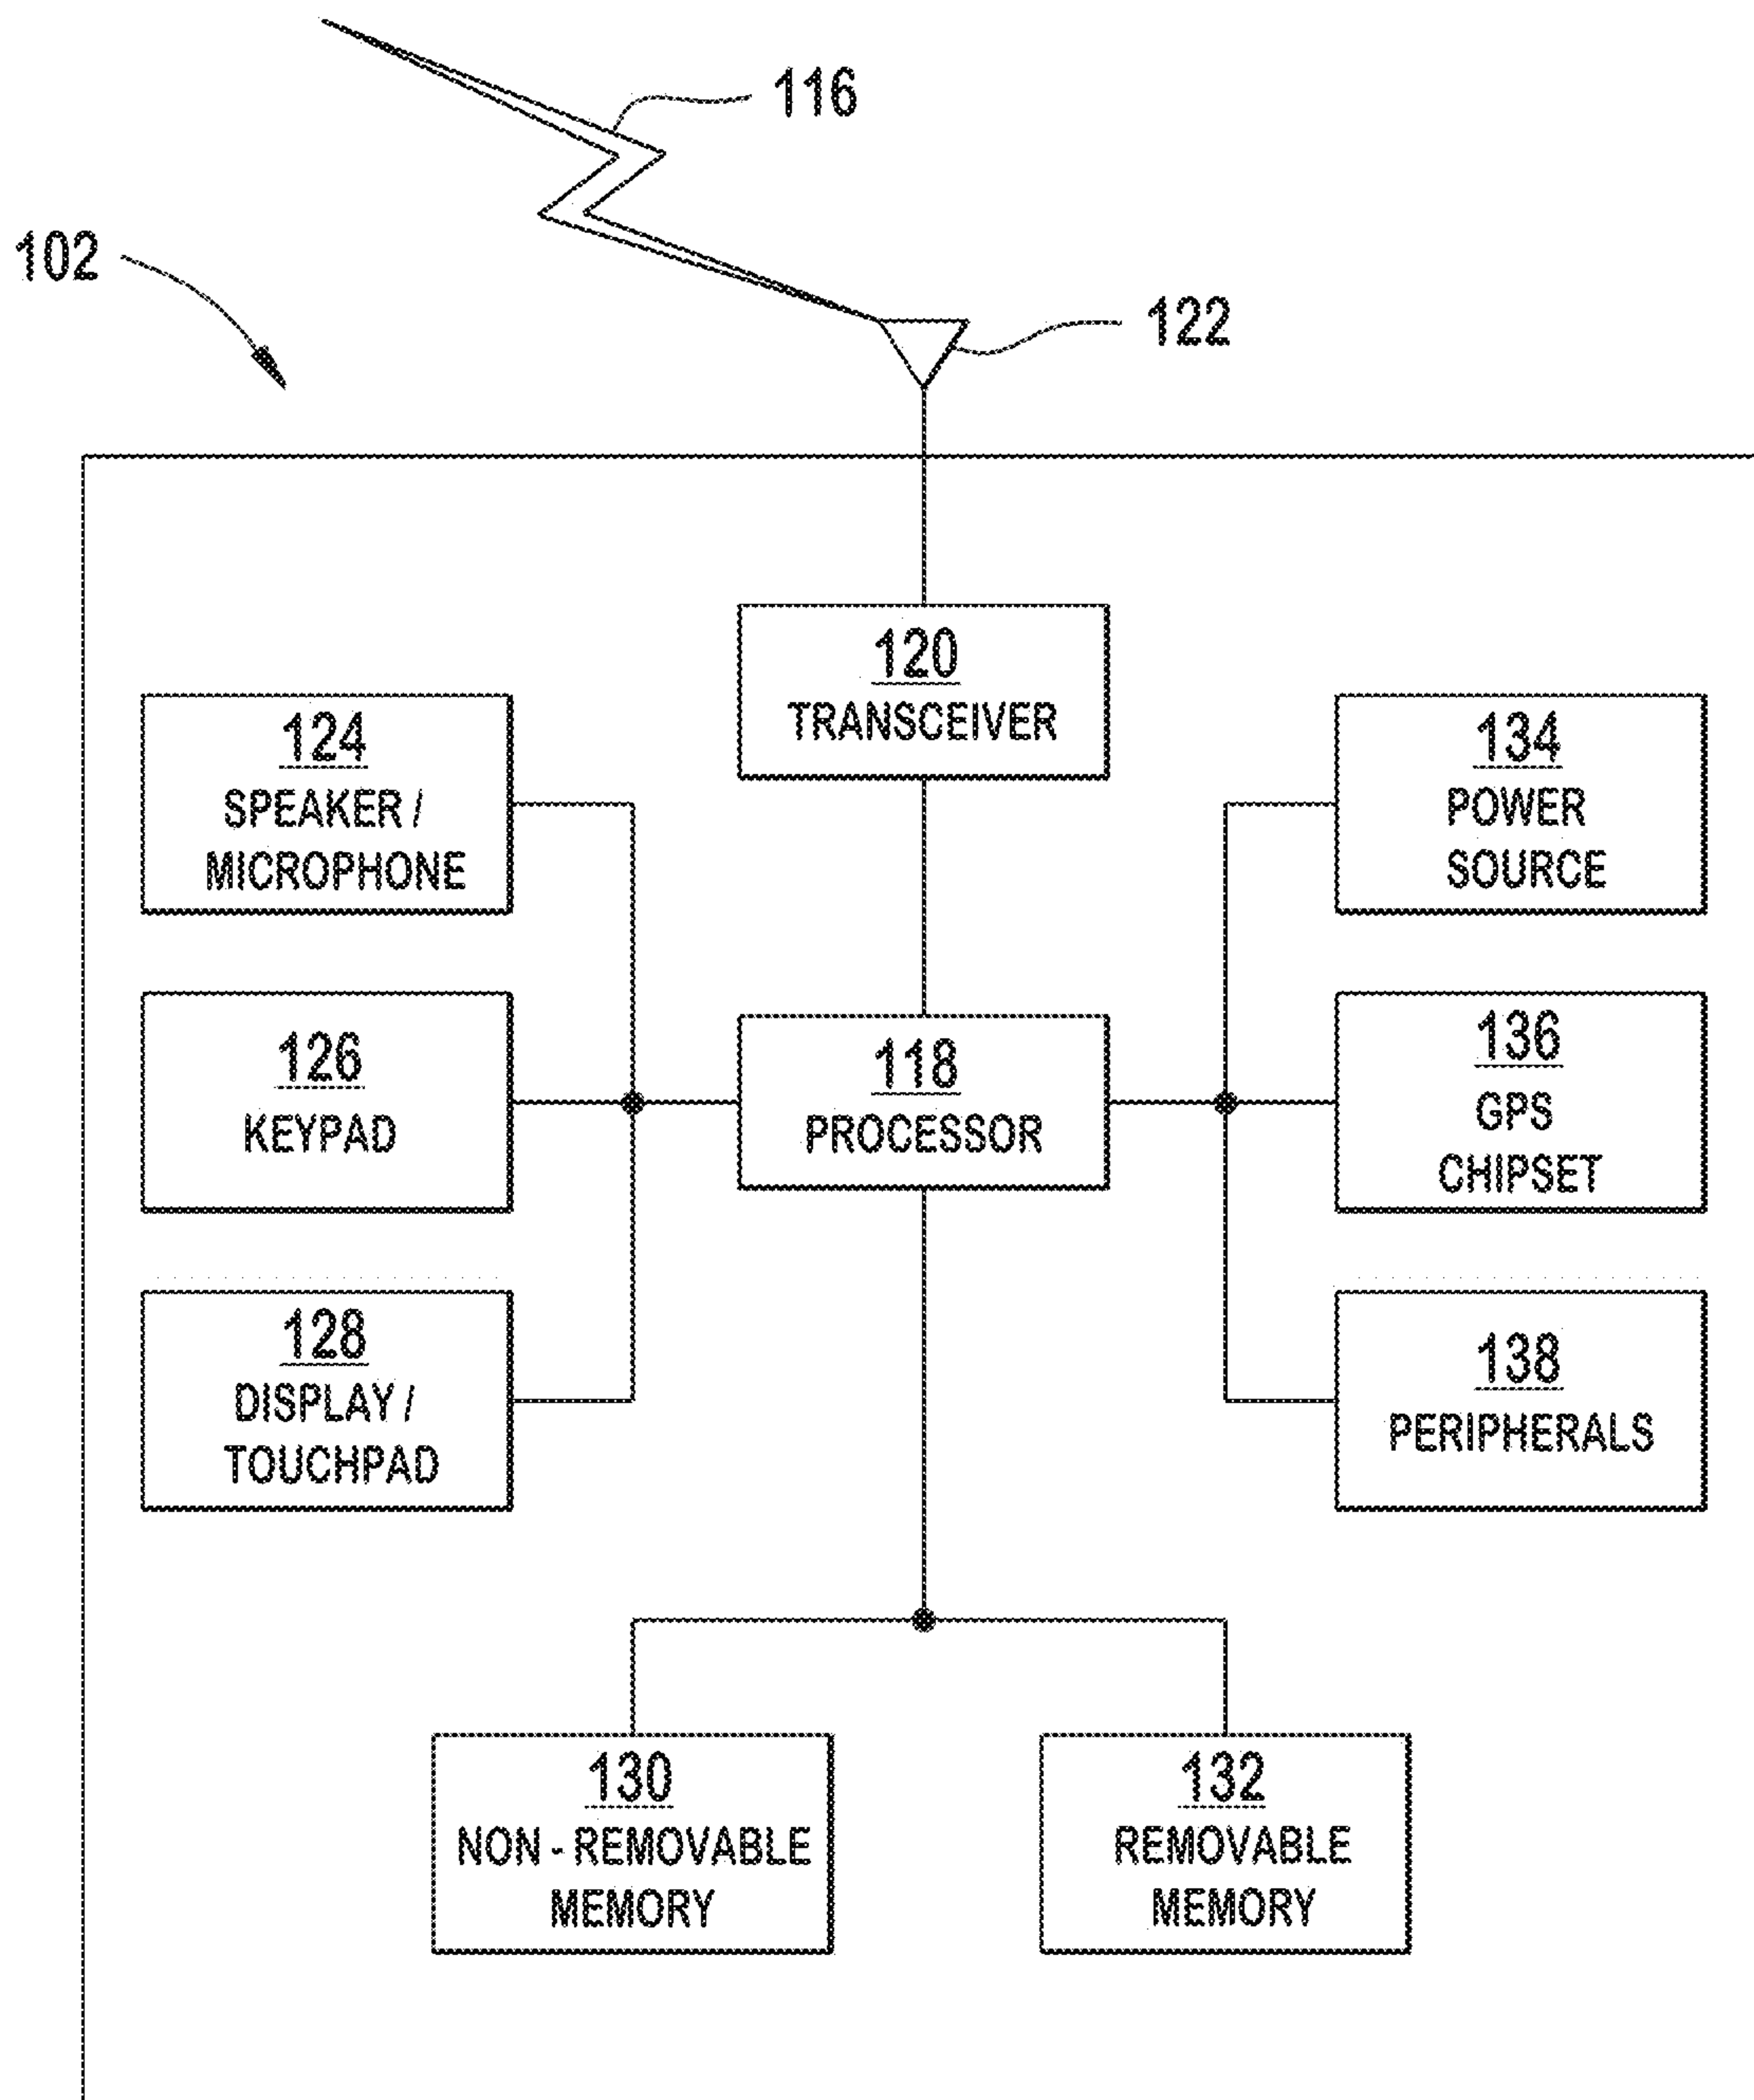 116
102
122
120
TRANSCEIVER
124
SPEAKER /
MICROPHONE
134
POWER
SOURCE
126
KEYPAD
118
PROCESSOR
136
GPS
CHIPSET
128
DISPLAY /
TOUCHPAD
138
PERIPHERALS
130
NON - REMOVABLE
MEMORY
132
REMOVABLE
MEMORY